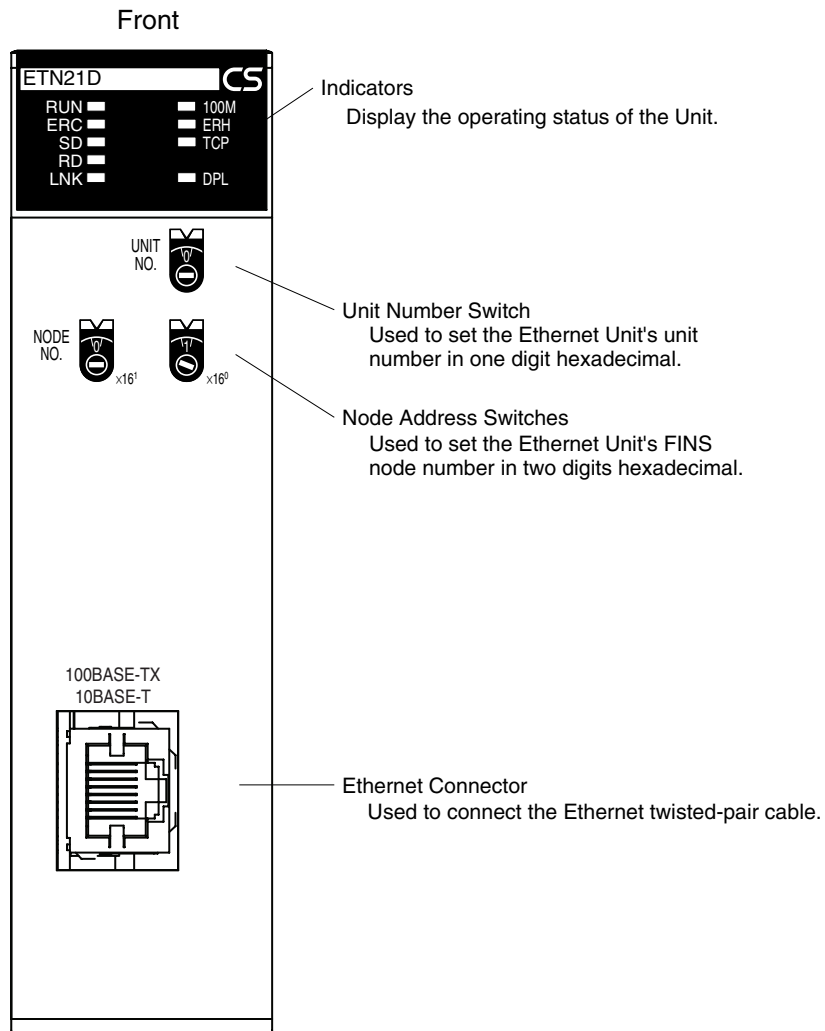 Front
ETN21D CS
RUN 100M
ERC ERH
SD TCP
RD
LNK DPL
Indicators
Display the operating status of the Unit.
UNIT
NO.
0
Unit Number Switch
Used to set the Ethernet Unit's unit
number in one digit hexadecimal.
NODE
NO.
0 x16¹
1 x16⁰
Node Address Switches
Used to set the Ethernet Unit's FINS
node number in two digits hexadecimal.
100BASE-TX
10BASE-T
Ethernet Connector
Used to connect the Ethernet twisted-pair cable.